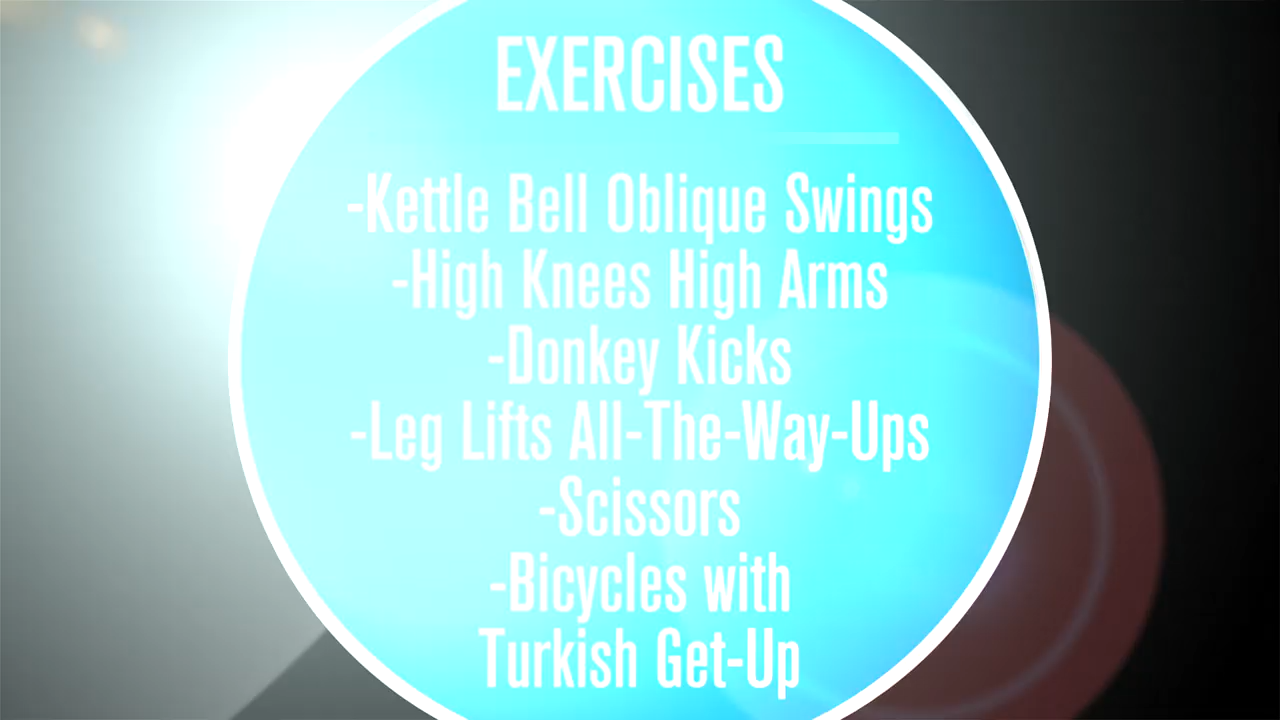 EXERCISES
-Kettle Bell Oblique Swings
-High Knees High Arms
-Donkey Kicks
-Leg Lifts All-The-Way-Ups
-Scissors
-Bicycles with
Turkish Get-Up